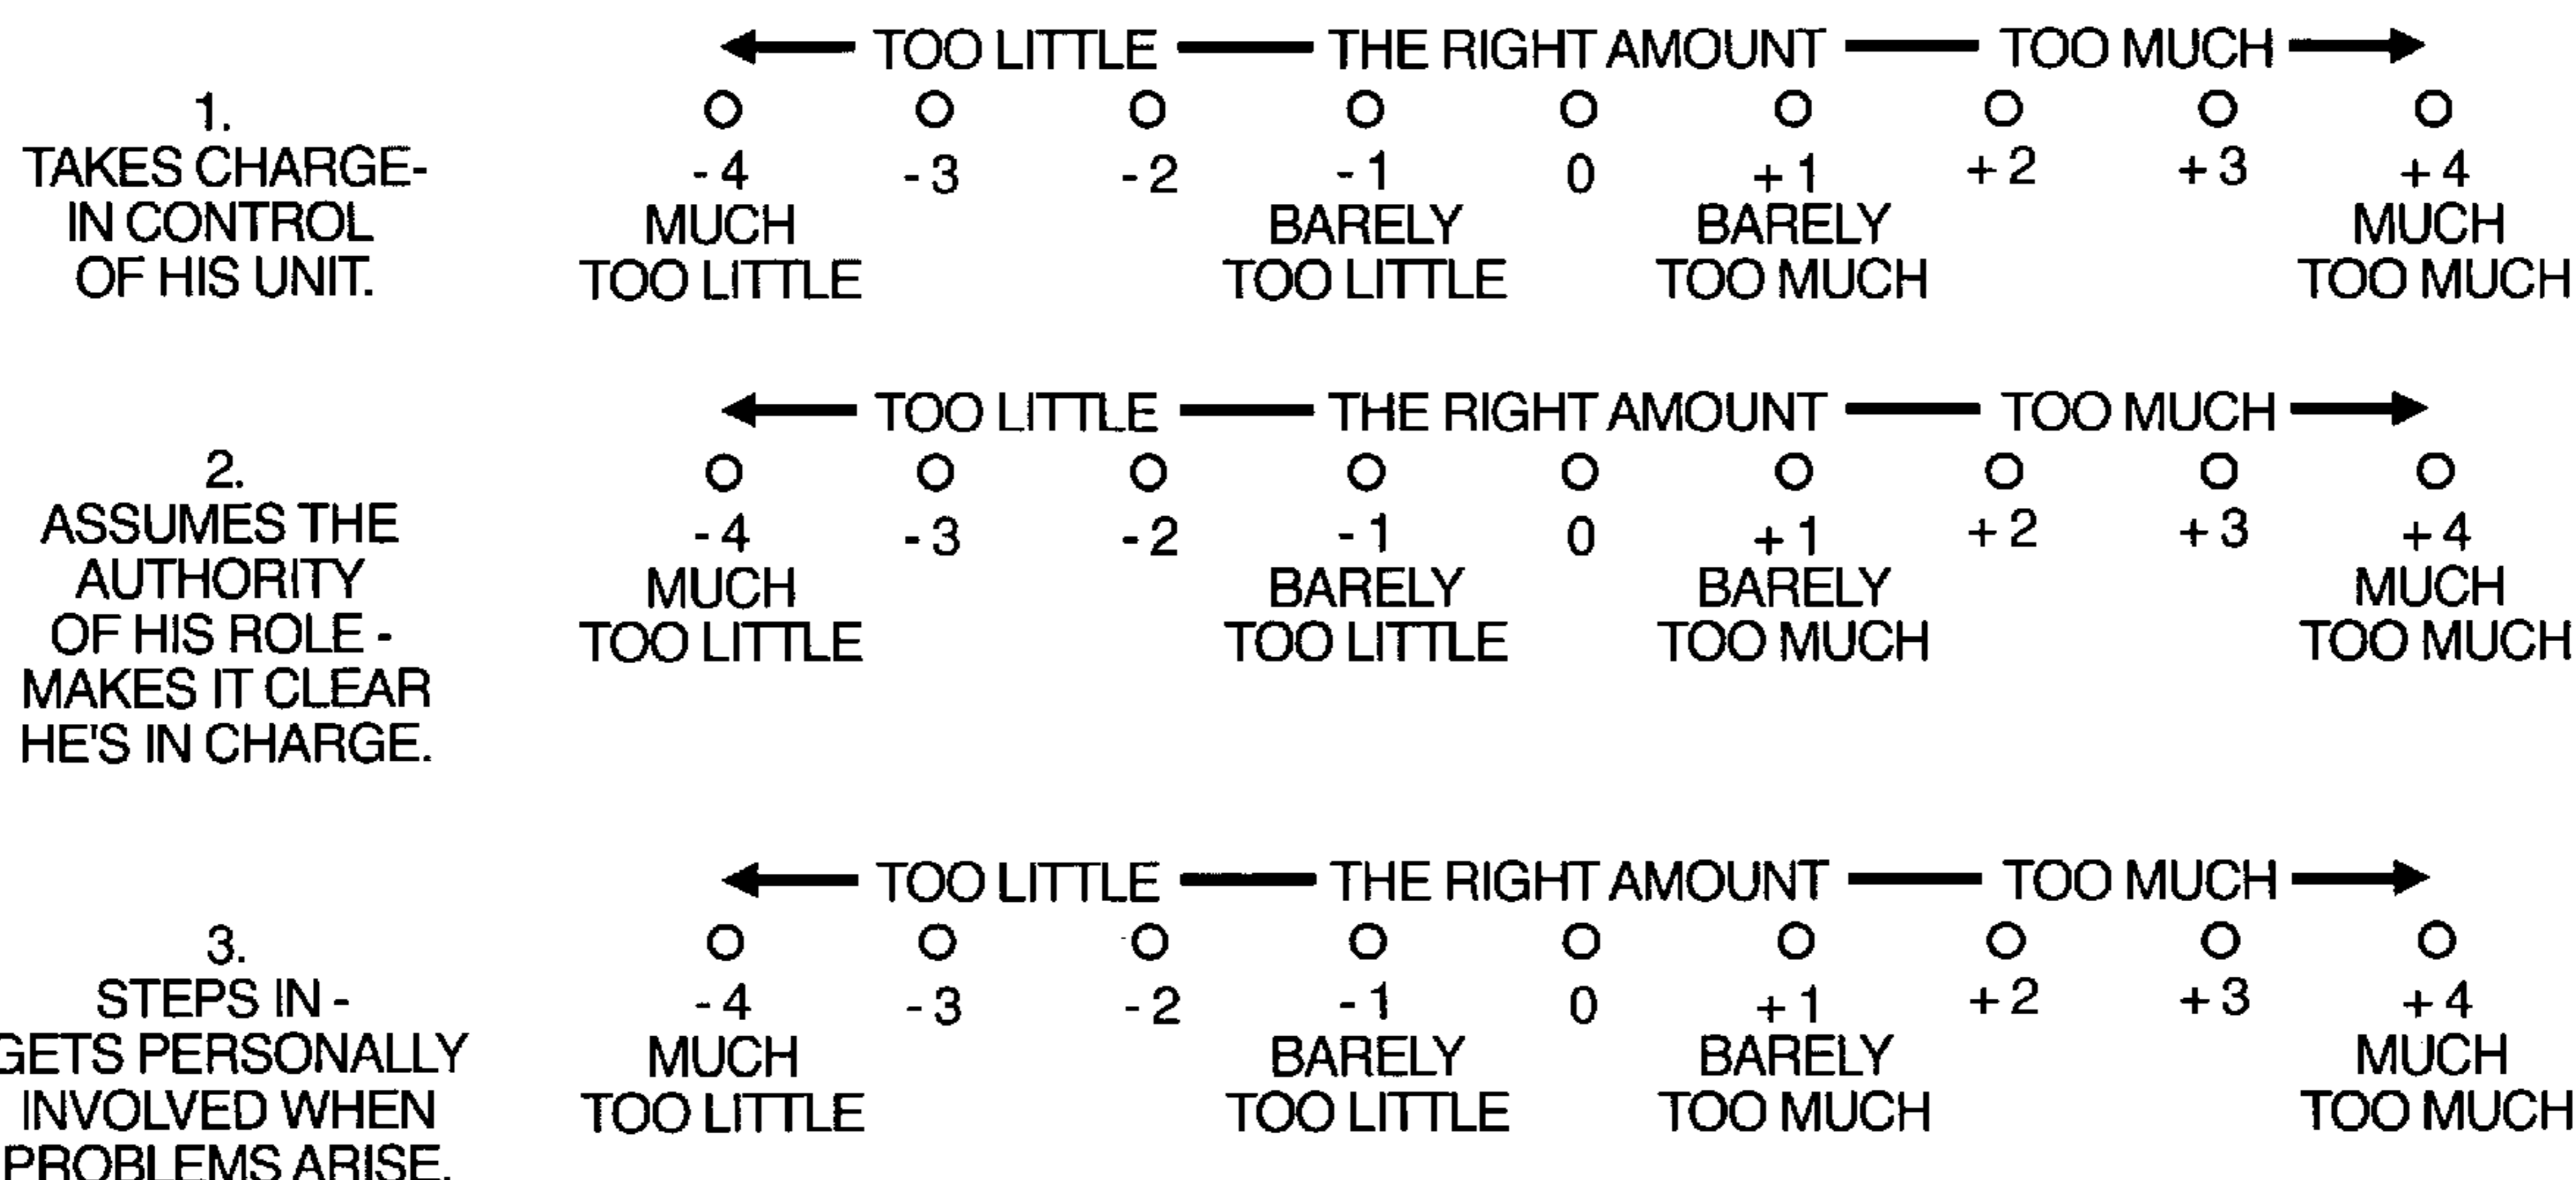 TOO LITTLE THE RIGHT AMOUNT TOO MUCH
1.
TAKES CHARGE-
IN CONTROL
OF HIS UNIT.
-4 -3 -2 -1 0 +1 +2 +3 +4
MUCH BARELY BARELY MUCH
TOO LITTLE TOO LITTLE TOO MUCH TOO MUCH
TOO LITTLE THE RIGHT AMOUNT TOO MUCH
2.
ASSUMES THE
AUTHORITY
OF HIS ROLE -
MAKES IT CLEAR
HE'S IN CHARGE.
-4 -3 -2 -1 0 +1 +2 +3 +4
MUCH BARELY BARELY MUCH
TOO LITTLE TOO LITTLE TOO MUCH TOO MUCH
TOO LITTLE THE RIGHT AMOUNT TOO MUCH
3.
STEPS IN -
GETS PERSONALLY
INVOLVED WHEN
PROBLEMS ARISE.
-4 -3 -2 -1 0 +1 +2 +3 +4
MUCH BARELY BARELY MUCH
TOO LITTLE TOO LITTLE TOO MUCH TOO MUCH